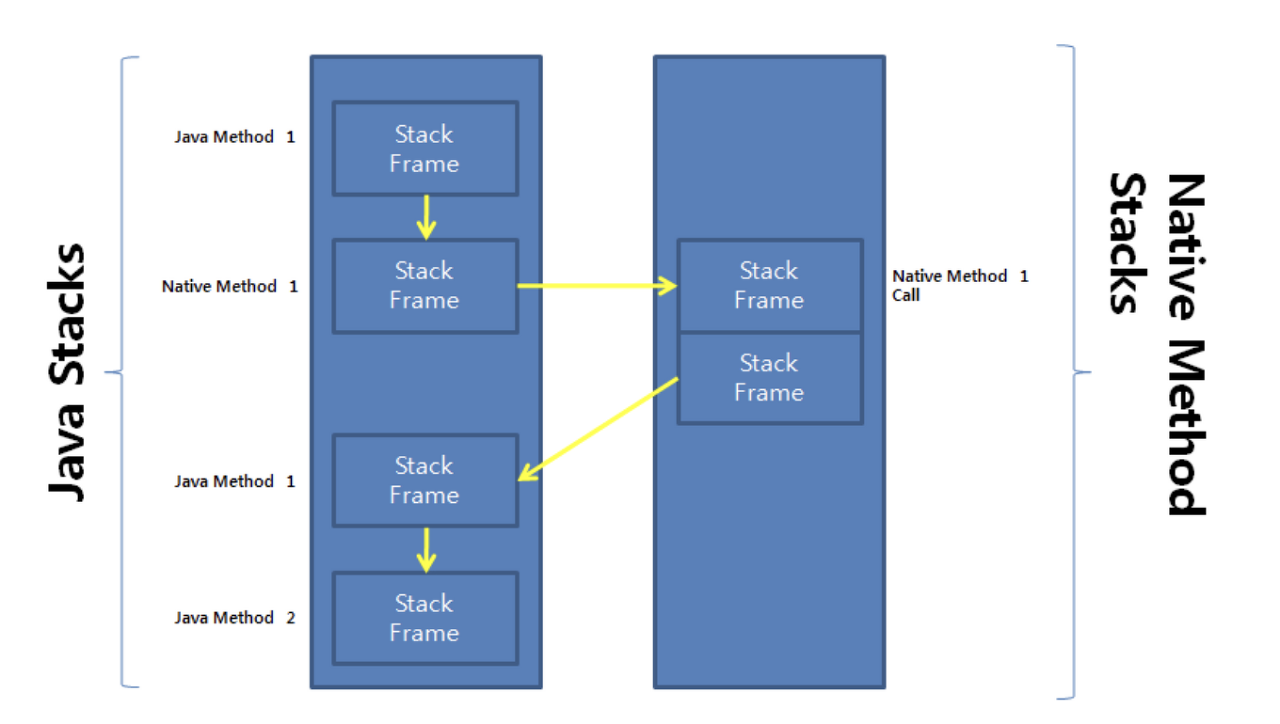 Java Stacks
Java Method 1
Stack
Frame
Native Method 1
Stack
Frame
Stack
Frame
Native Method 1
Call
Stack
Frame
Java Method 1
Stack
Frame
Java Method 2
Stack
Frame
Native Method
Stacks